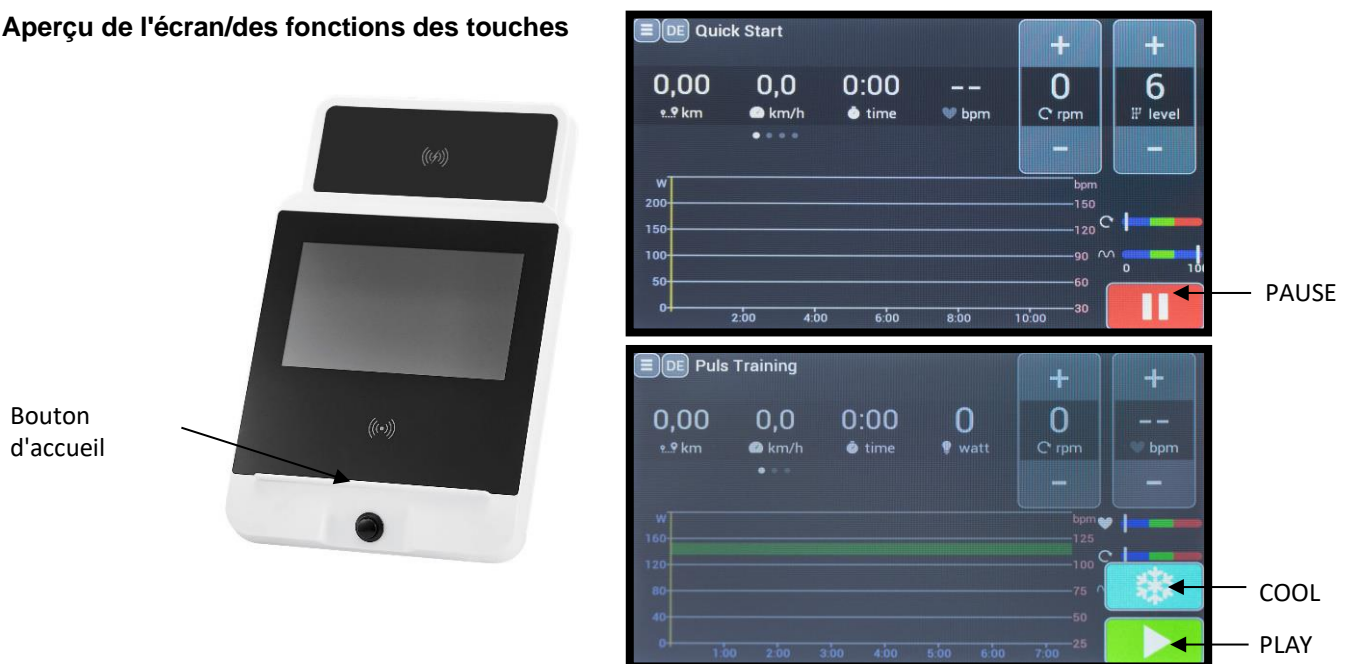 Aperçu de l'écran/des fonctions des touches
Bouton
d'accueil
DE Quick Start
+ +
0,00 0,0 0:00 -- 0 6
km km/h time bpm rpm level
- -
W bpm
200 150
150 120
100 90
0 100
50 60
0 30
2:00 4:00 6:00 8:00 10:00
PAUSE
DE Puls Training
+ +
0,00 0,0 0:00 0 0 --
km km/h time watt rpm bpm
- -
W bpm
160 125
120 100
80 75
COOL
40 50
0 25
1:00 2:00 3:00 4:00 5:00 6:00 7:00
PLAY